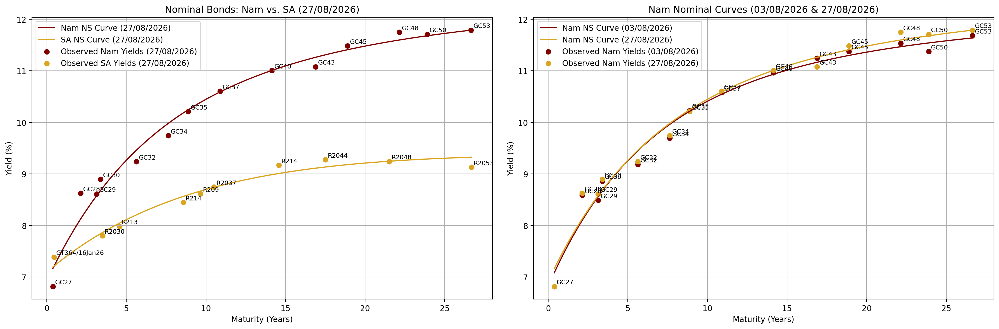 Nominal Bonds: Nam vs. SA (27/08/2026)
Nam NS Curve (27/08/2026)
SA NS Curve (27/08/2026)
Observed Nam Yields (27/08/2026)
Observed SA Yields (27/08/2026)
Yield (%)
12
11
10
9
8
7
0
5
10
15
20
25
Maturity (Years)
GC27
GC28
GC29
GC30
GC32
GC34
GC35
GC37
GC40
GC43
GC45
GC48
GC50
GC53
GT364/16Jan26
R2030
R213
R214
R209
R2037
R214
R2044
R2048
R2053
Nam Nominal Curves (03/08/2026 & 27/08/2026)
Nam NS Curve (03/08/2026)
Nam NS Curve (27/08/2026)
Observed Nam Yields (03/08/2026)
Observed Nam Yields (27/08/2026)
Yield (%)
12
11
10
9
8
7
0
5
10
15
20
25
Maturity (Years)
GC27
GC28
GC28
GC29
GC29
GC30
GC30
GC32
GC32
GC34
GC34
GC35
GC35
GC37
GC37
GC40
GC40
GC43
GC43
GC45
GC45
GC48
GC48
GC50
GC50
GC53
GC53